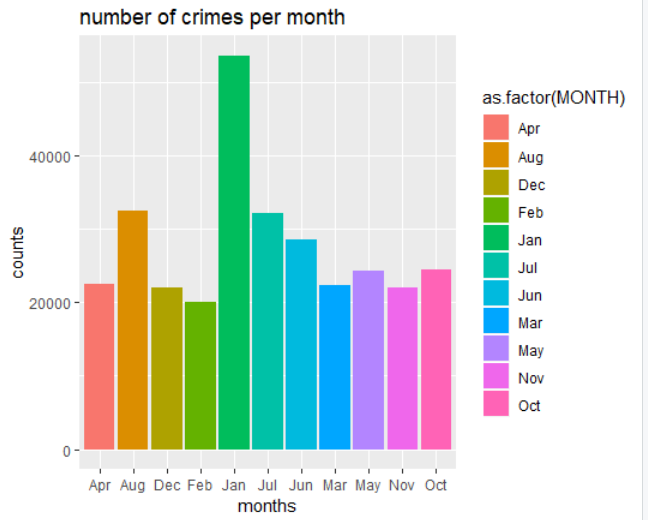 number of crimes per month
counts
40000
20000
0
Apr Aug Dec Feb Jan Jul Jun Mar May Nov Oct
months
as.factor(MONTH)
Apr
Aug
Dec
Feb
Jan
Jul
Jun
Mar
May
Nov
Oct